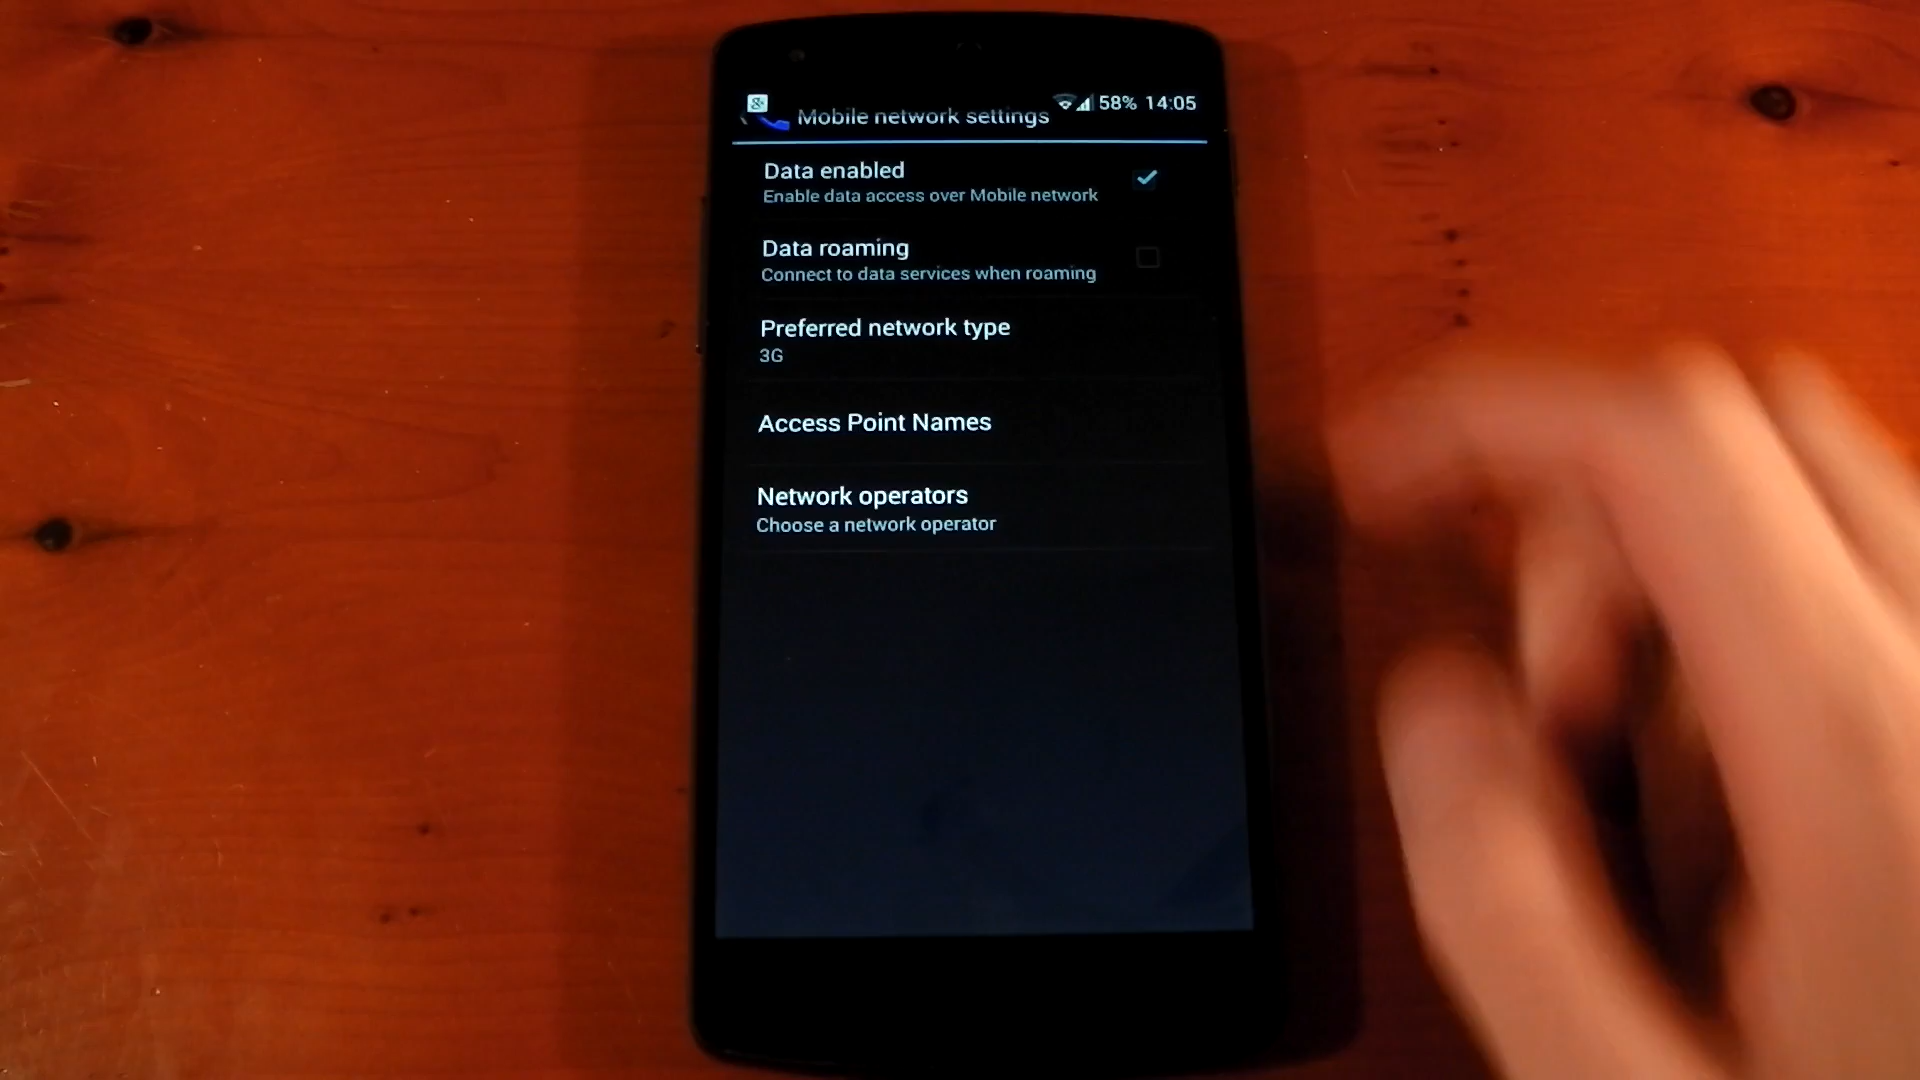 58% 14:05
Mobile network settings
Data enabled
Enable data access over Mobile network
Data roaming
Connect to data services when roaming
Preferred network type
3G
Access Point Names
Network operators
Choose a network operator